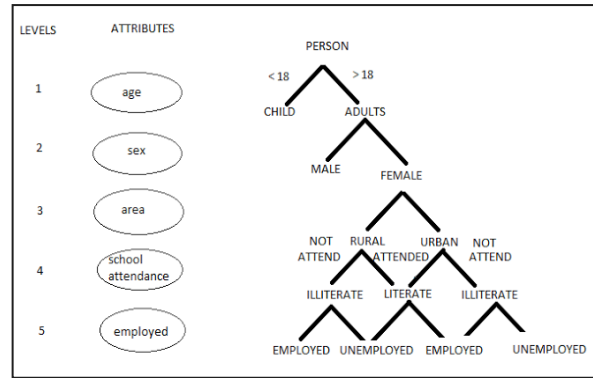 LEVELS ATTRIBUTES
PERSON
< 18 > 18
1 age
CHILD ADULTS
2 sex
MALE FEMALE
3 area
NOT ATTEND RURAL ATTENDED URBAN NOT ATTEND
4 school attendance
ILLITERATE LITERATE ILLITERATE
5 employed
EMPLOYED UNEMPLOYED EMPLOYED UNEMPLOYED